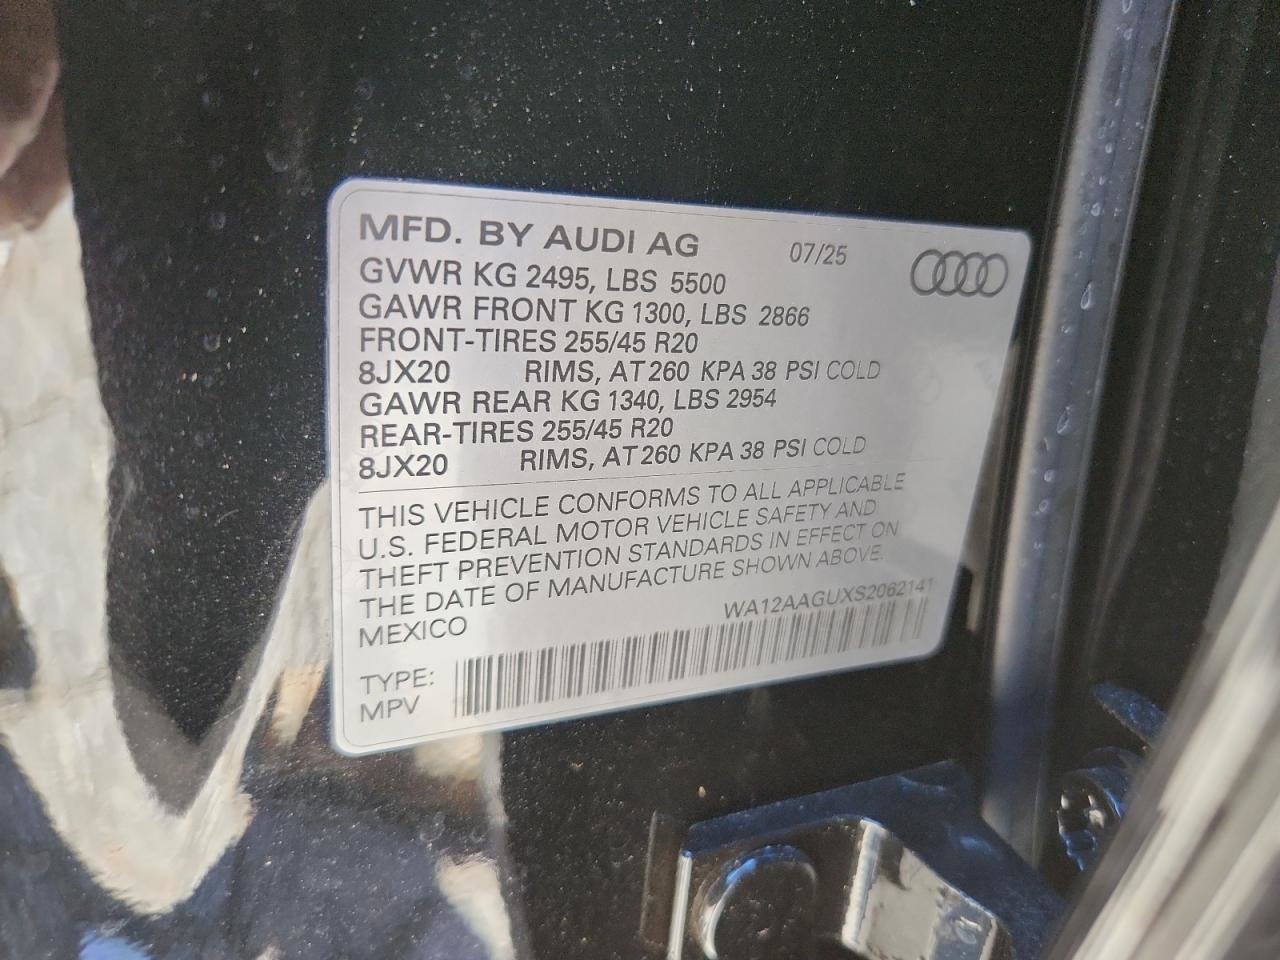 MFD. BY AUDI AG 07/25
GVWR KG 2495, LBS 5500
GAWR FRONT KG 1300, LBS 2866
FRONT-TIRES 255/45 R20
8JX20 RIMS, AT 260 KPA 38 PSI COLD
GAWR REAR KG 1340, LBS 2954
REAR-TIRES 255/45 R20
8JX20 RIMS, AT 260 KPA 38 PSI COLD
THIS VEHICLE CONFORMS TO ALL APPLICABLE
U.S. FEDERAL MOTOR VEHICLE SAFETY AND
THEFT PREVENTION STANDARDS IN EFFECT ON
THE DATE OF MANUFACTURE SHOWN ABOVE.
MEXICO WA12AAGUXS2062141
TYPE:
MPV